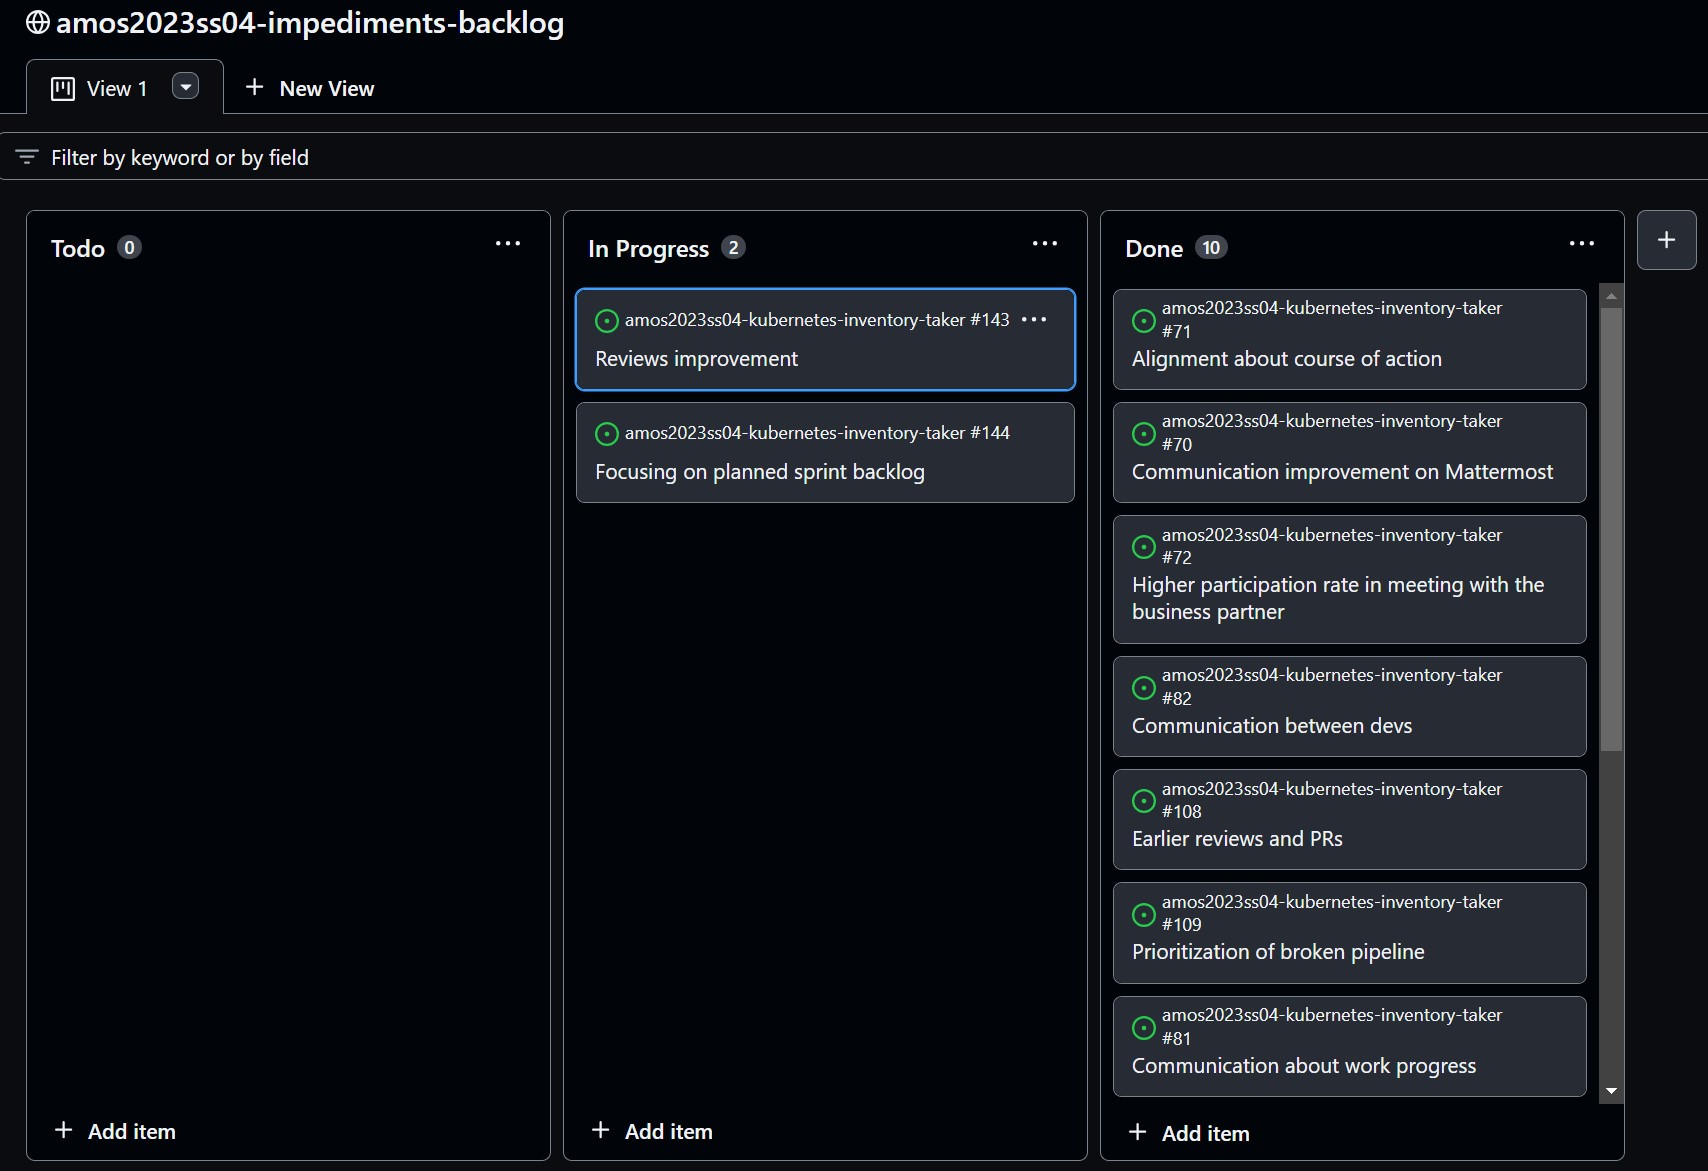 amos2023ss04-impediments-backlog
View 1
New View
Filter by keyword or by field
Todo 0
In Progress 2
amos2023ss04-kubernetes-inventory-taker #143
Reviews improvement
amos2023ss04-kubernetes-inventory-taker #144
Focusing on planned sprint backlog
Done 10
amos2023ss04-kubernetes-inventory-taker
#71
Alignment about course of action
amos2023ss04-kubernetes-inventory-taker
#70
Communication improvement on Mattermost
amos2023ss04-kubernetes-inventory-taker
#72
Higher participation rate in meeting with the
business partner
amos2023ss04-kubernetes-inventory-taker
#82
Communication between devs
amos2023ss04-kubernetes-inventory-taker
#108
Earlier reviews and PRs
amos2023ss04-kubernetes-inventory-taker
#109
Prioritization of broken pipeline
amos2023ss04-kubernetes-inventory-taker
#81
Communication about work progress
Add item
Add item
Add item